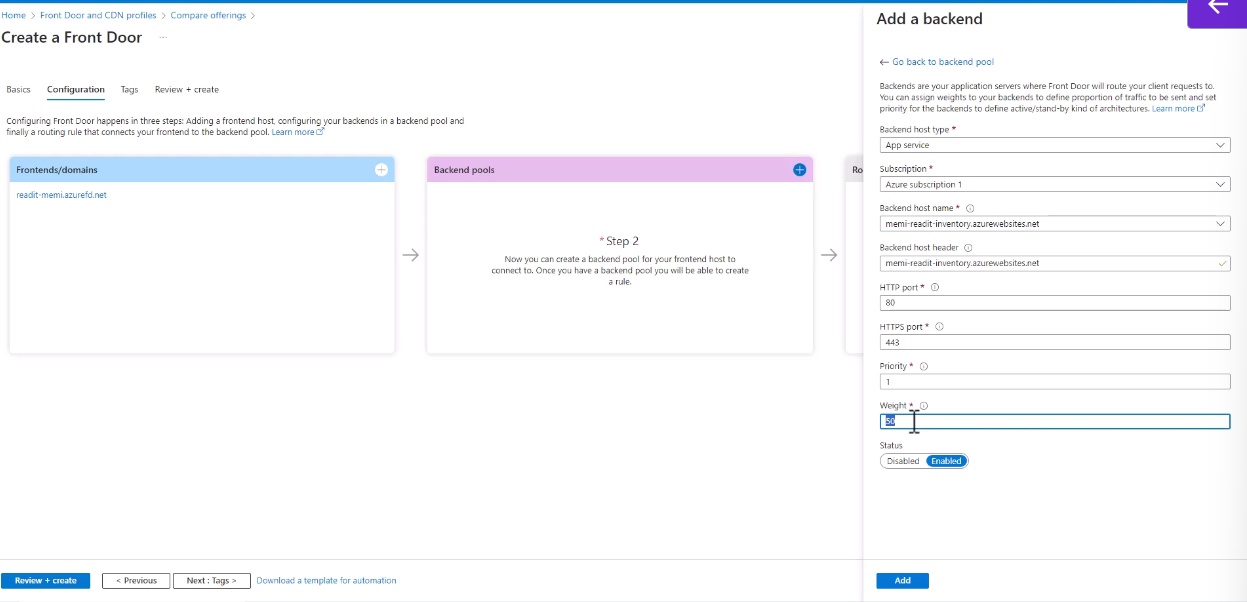 Home > Front Door and CDN profiles > Compare offerings >
Create a Front Door ...
Basics Configuration Tags Review + create
Configuring Front Door happens in three steps: Adding a frontend host, configuring your backends in a backend pool and
finally a routing rule that connects your frontend to the backend pool. Learn more
Frontends/domains
readit-memi.azurefd.net
Backend pools
* Step 2
Now you can create a backend pool for your frontend host to
connect to. Once you have a backend pool you will be able to create
a rule.
Ro
Review + create < Previous Next : Tags > Download a template for automation
Add a backend
← Go back to backend pool
Backends are your application servers where Front Door will route your client requests to.
You can assign weights to your backends to define proportion of traffic to be sent and set
priority for the backends to define active/stand-by kind of architectures. Learn more
Backend host type *
App service
Subscription *
Azure subscription 1
Backend host name *
memi-readit-inventory.azurewebsites.net
Backend host header
memi-readit-inventory.azurewebsites.net
HTTP port *
80
HTTPS port *
443
Priority *
1
Weight *
50
Status
Disabled Enabled
Add